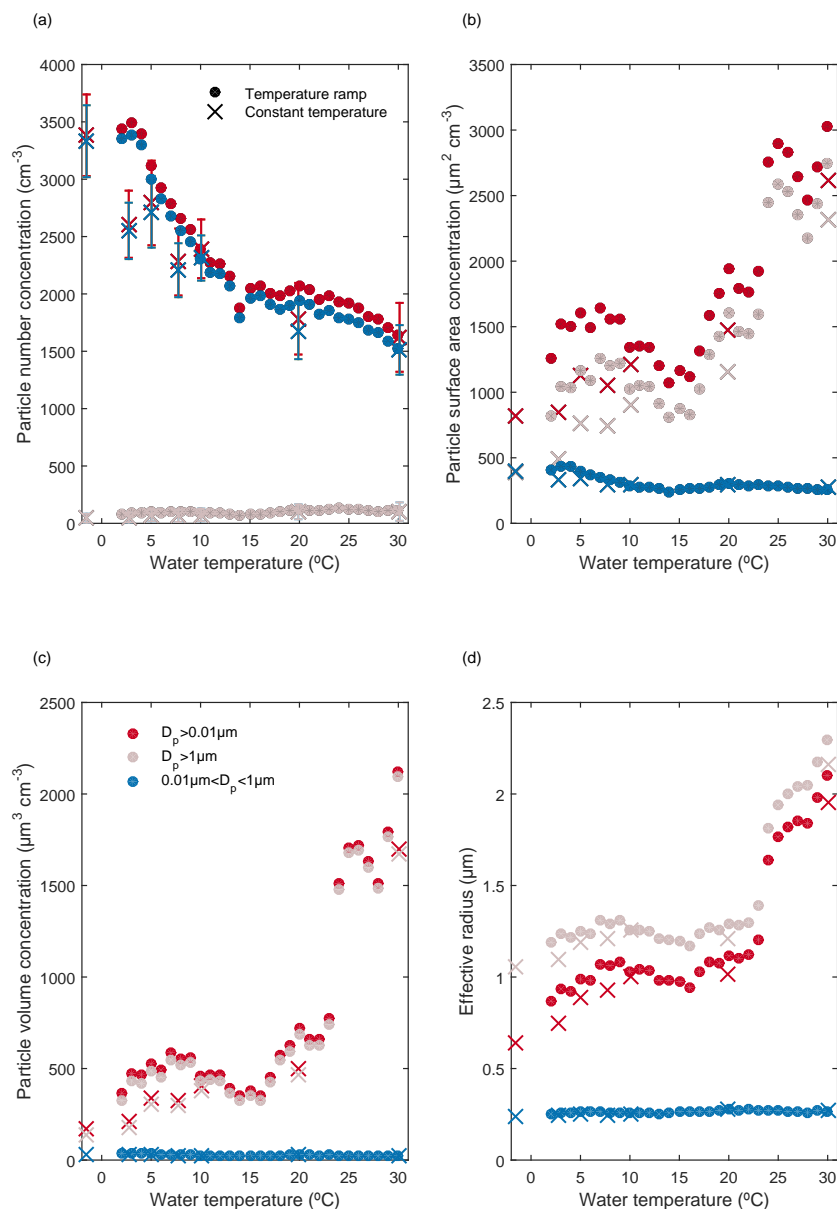 (a)
4000
3500
3000
2500
2000
1500
1000
500
0
Particle number concentration (cm⁻³)
Temperature ramp
Constant temperature
0 5 10 15 20 25 30
Water temperature (ºC)
(b)
3500
3000
2500
2000
1500
1000
500
0
Particle surface area concentration (µm² cm⁻³)
0 5 10 15 20 25 30
Water temperature (ºC)
(c)
2500
2000
1500
1000
500
0
Particle volume concentration (µm³ cm⁻³)
D_p>0.01µm
D_p>1µm
0.01µm<D_p<1µm
0 5 10 15 20 25 30
Water temperature (ºC)
(d)
2.5
2
1.5
1
0.5
0
Effective radius (µm)
0 5 10 15 20 25 30
Water temperature (ºC)